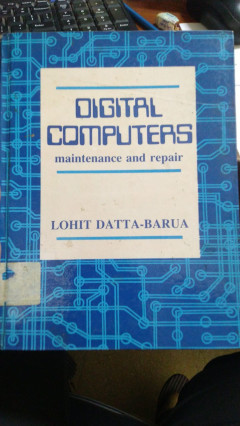 DIGITAL
COMPUTERS
maintenance and repair
LOHIT DATTA-BARUA